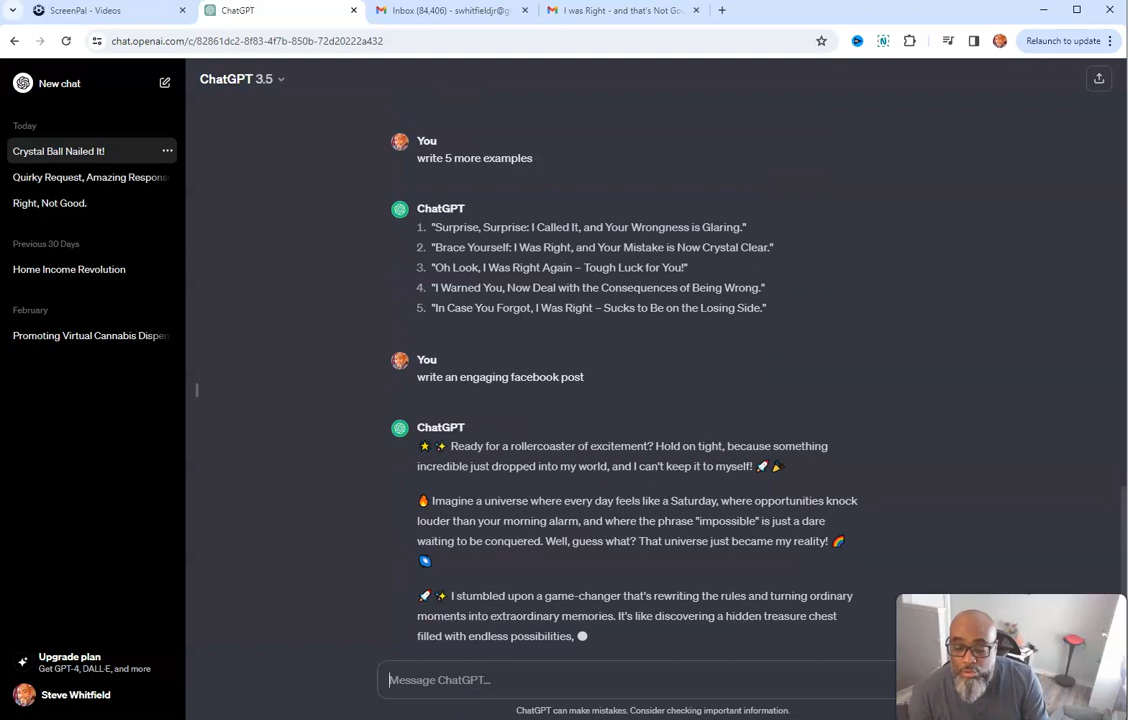 ScreenPal - Videos
ChatGPT
Inbox (84,406) - swhitfieldjr@g
I was Right - and that's Not Go
chat.openai.com/c/82861dc2-8f83-4f7b-850b-72d20222a432
Relaunch to update
New chat
ChatGPT 3.5
Today
Crystal Ball Nailed It!
Quirky Request, Amazing Respons
Right, Not Good.
Previous 30 Days
Home Income Revolution
February
Promoting Virtual Cannabis Dispen
You
write 5 more examples
ChatGPT
1. "Surprise, Surprise: I Called It, and Your Wrongness is Glaring."
2. "Brace Yourself: I Was Right, and Your Mistake is Now Crystal Clear."
3. "Oh Look, I Was Right Again – Tough Luck for You!"
4. "I Warned You, Now Deal with the Consequences of Being Wrong."
5. "In Case You Forgot, I Was Right – Sucks to Be on the Losing Side."
You
write an engaging facebook post
ChatGPT
🌟✨ Ready for a rollercoaster of excitement? Hold on tight, because something
incredible just dropped into my world, and I can't keep it to myself! 🚀🎉
🔥 Imagine a universe where every day feels like a Saturday, where opportunities knock
louder than your morning alarm, and where the phrase "impossible" is just a dare
waiting to be conquered. Well, guess what? That universe just became my reality! 🌈
🌌
🚀✨ I stumbled upon a game-changer that's rewriting the rules and turning ordinary
moments into extraordinary memories. It's like discovering a hidden treasure chest
filled with endless possibilities,
Upgrade plan
Get GPT-4, DALL·E, and more
Steve Whitfield
Message ChatGPT...
ChatGPT can make mistakes. Consider checking important information.